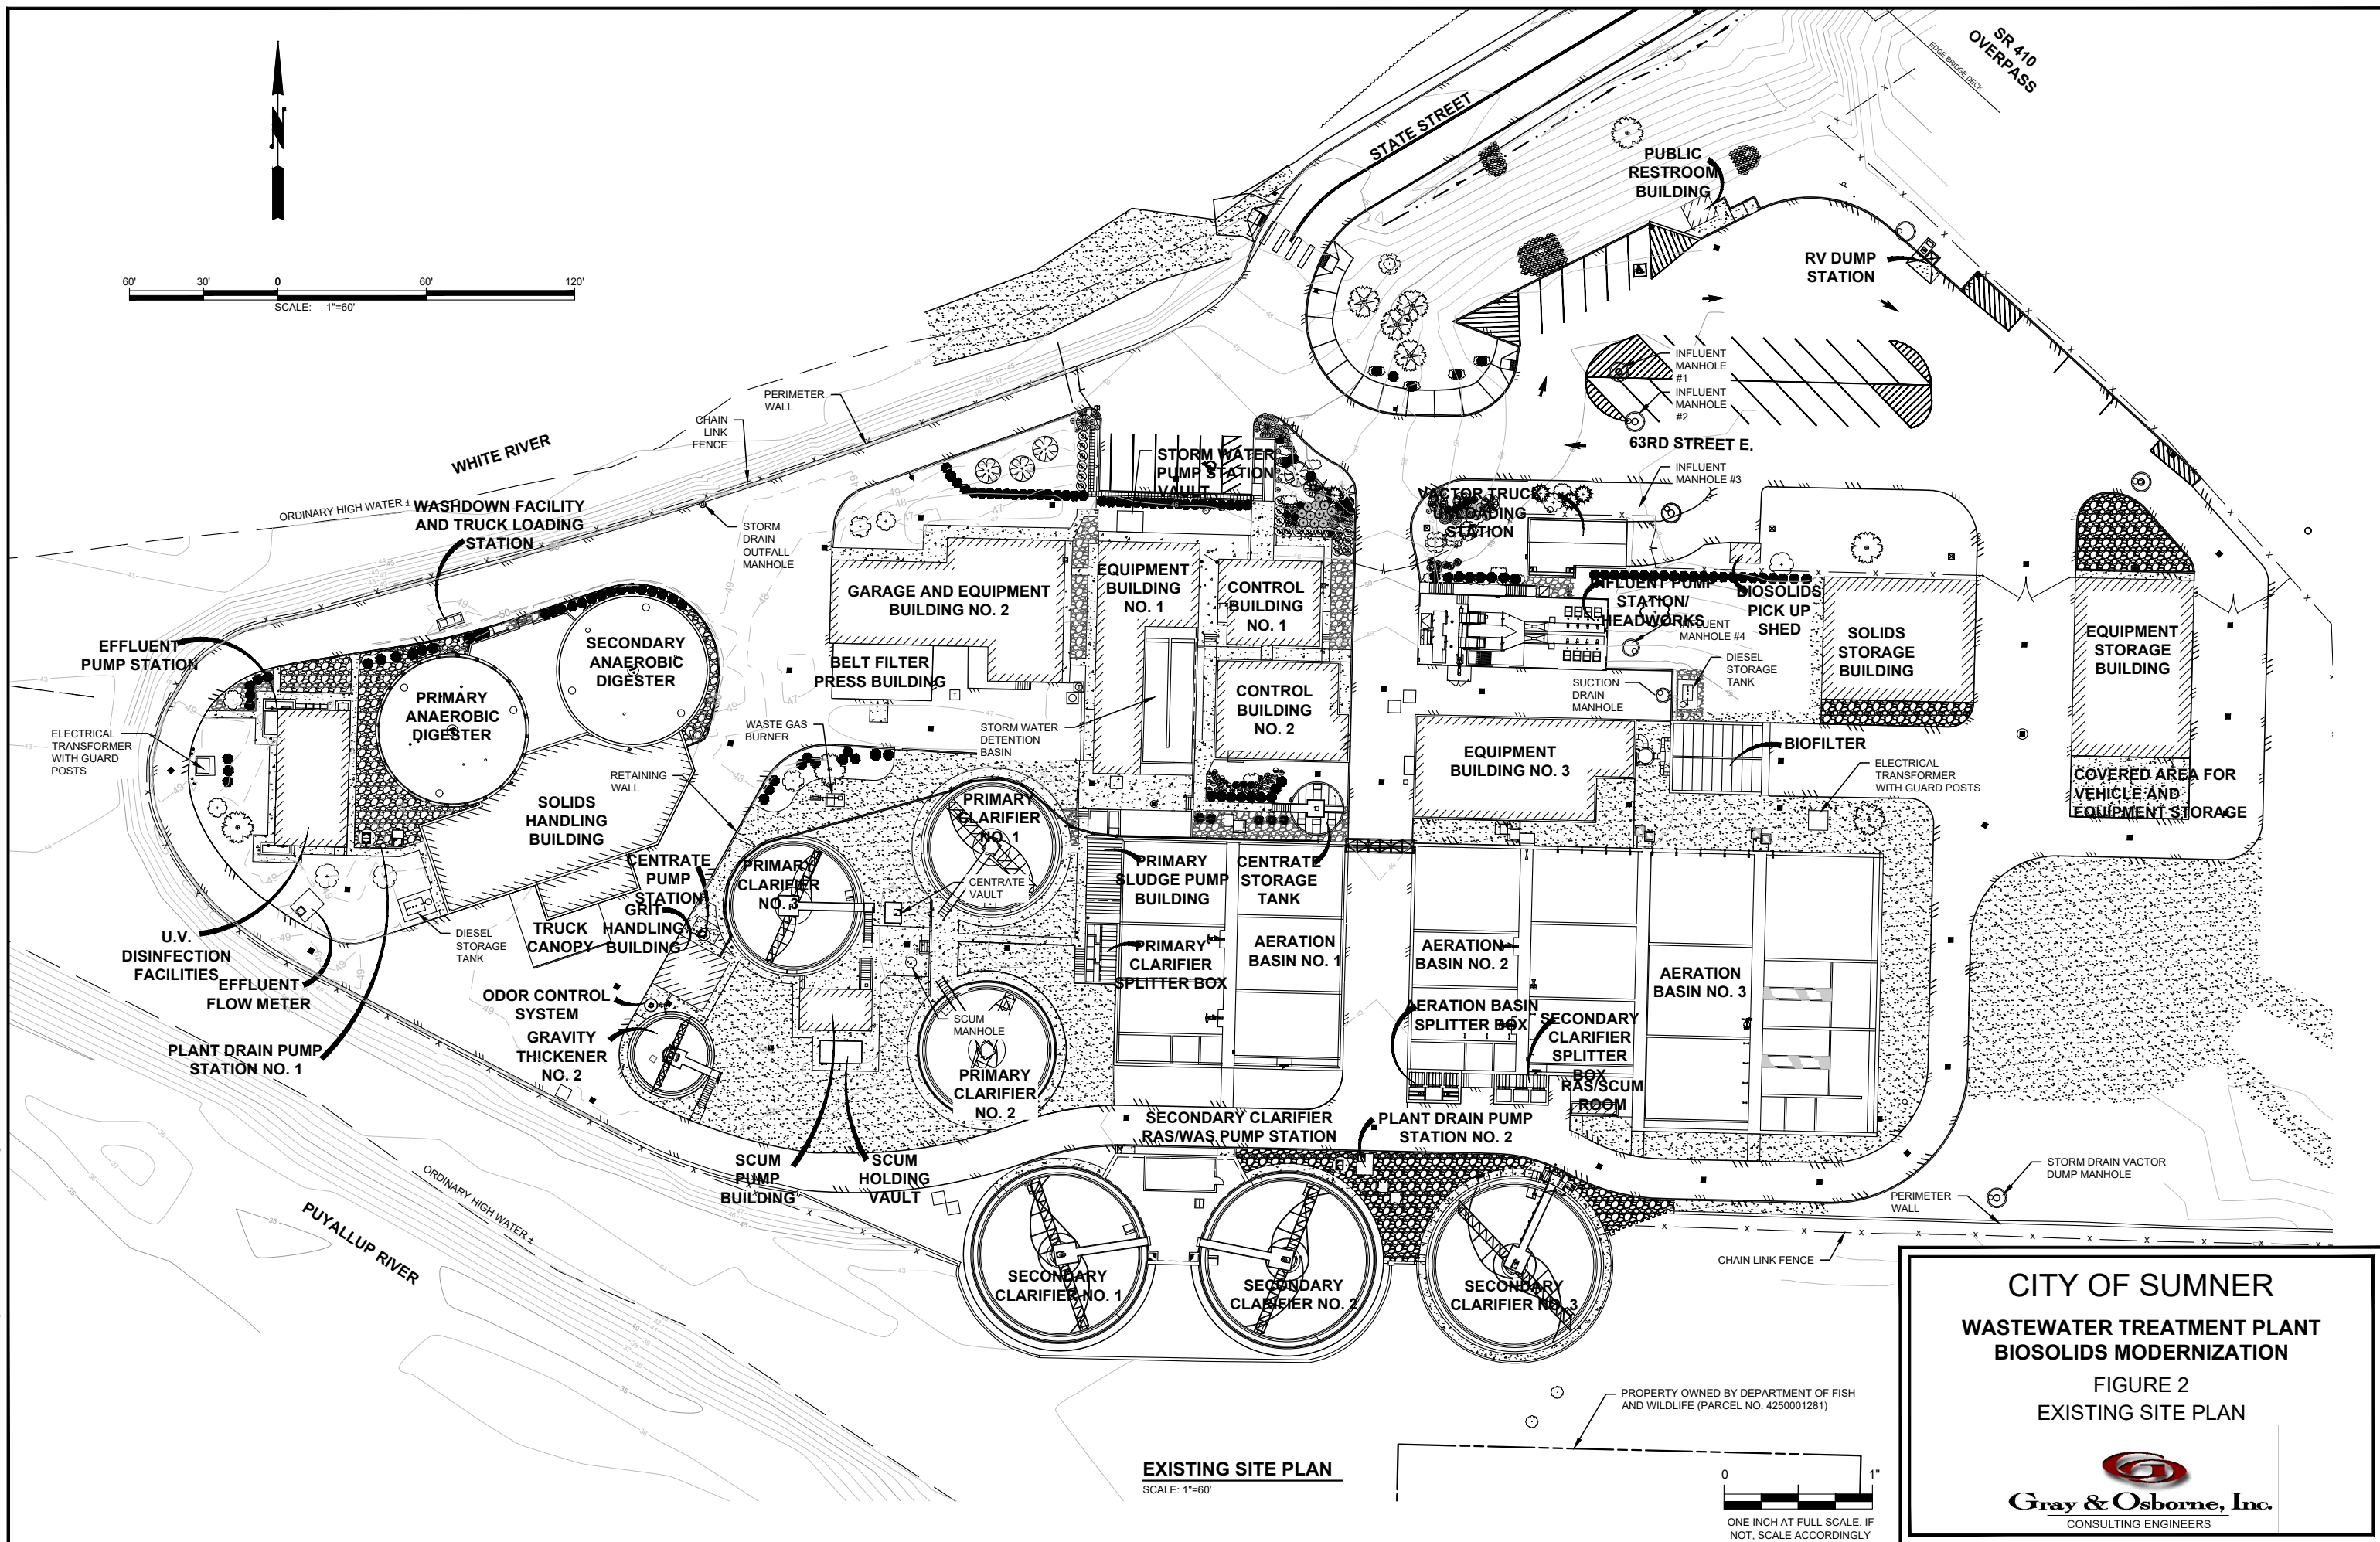 SR 410
OVERPASS
EDGE BRIDGE DECK
STATE STREET
PUBLIC
RESTROOM
BUILDING
RV DUMP
STATION
N
60'
30'
0
60'
120'
SCALE: 1"=60'
INFLUENT
MANHOLE
#1
INFLUENT
MANHOLE
#2
63RD STREET E.
INFLUENT
MANHOLE #3
PERIMETER
WALL
CHAIN
LINK
FENCE
WHITE RIVER
ORDINARY HIGH WATER ±
WASHDOWN FACILITY
AND TRUCK LOADING
STATION
STORM
DRAIN
OUTFALL
MANHOLE
STORM WATER
PUMP STATION
VAULT
VACTOR TRUCK
UNLOADING
STATION
GARAGE AND EQUIPMENT
BUILDING NO. 2
EQUIPMENT
BUILDING
NO. 1
CONTROL
BUILDING
NO. 1
INFLUENT PUMP
STATION/
HEADWORKS
INFLUENT
MANHOLE #4
BIOSOLIDS
PICK UP
SHED
SOLIDS
STORAGE
BUILDING
EQUIPMENT
STORAGE
BUILDING
EFFLUENT
PUMP STATION
PRIMARY
ANAEROBIC
DIGESTER
SECONDARY
ANAEROBIC
DIGESTER
BELT FILTER
PRESS BUILDING
CONTROL
BUILDING
NO. 2
DIESEL
STORAGE
TANK
SUCTION
DRAIN
MANHOLE
ELECTRICAL
TRANSFORMER
WITH GUARD
POSTS
WASTE GAS
BURNER
STORM WATER
DETENTION
BASIN
RETAINING
WALL
EQUIPMENT
BUILDING NO. 3
BIOFILTER
ELECTRICAL
TRANSFORMER
WITH GUARD POSTS
COVERED AREA FOR
VEHICLE AND
EQUIPMENT STORAGE
SOLIDS
HANDLING
BUILDING
PRIMARY
CLARIFIER
NO. 1
CENTRATE
PUMP
STATION
PRIMARY
CLARIFIER
NO. 3
CENTRATE
VAULT
PRIMARY
SLUDGE PUMP
BUILDING
CENTRATE
STORAGE
TANK
GRIT
HANDLING
BUILDING
TRUCK
CANOPY
DIESEL
STORAGE
TANK
U.V.
DISINFECTION
FACILITIES
EFFLUENT
FLOW METER
PRIMARY
CLARIFIER
SPLITTER BOX
AERATION
BASIN NO. 1
AERATION
BASIN NO. 2
AERATION
BASIN NO. 3
ODOR CONTROL
SYSTEM
GRAVITY
THICKENER
NO. 2
SCUM
MANHOLE
AERATION BASIN
SPLITTER BOX
SECONDARY
CLARIFIER
SPLITTER
BOX
RAS/SCUM
ROOM
PLANT DRAIN PUMP
STATION NO. 1
PRIMARY
CLARIFIER
NO. 2
SECONDARY CLARIFIER
RAS/WAS PUMP STATION
PLANT DRAIN PUMP
STATION NO. 2
SCUM
PUMP
BUILDING
SCUM
HOLDING
VAULT
STORM DRAIN VACTOR
DUMP MANHOLE
PERIMETER
WALL
CHAIN LINK FENCE
ORDINARY HIGH WATER ±
PUYALLUP RIVER
SECONDARY
CLARIFIER NO. 1
SECONDARY
CLARIFIER NO. 2
SECONDARY
CLARIFIER NO. 3
PROPERTY OWNED BY DEPARTMENT OF FISH
AND WILDLIFE (PARCEL NO. 4250001281)
EXISTING SITE PLAN
SCALE: 1"=60'
0
1"
ONE INCH AT FULL SCALE. IF
NOT, SCALE ACCORDINGLY
CITY OF SUMNER
WASTEWATER TREATMENT PLANT
BIOSOLIDS MODERNIZATION
FIGURE 2
EXISTING SITE PLAN
G
Gray & Osborne, Inc.
CONSULTING ENGINEERS